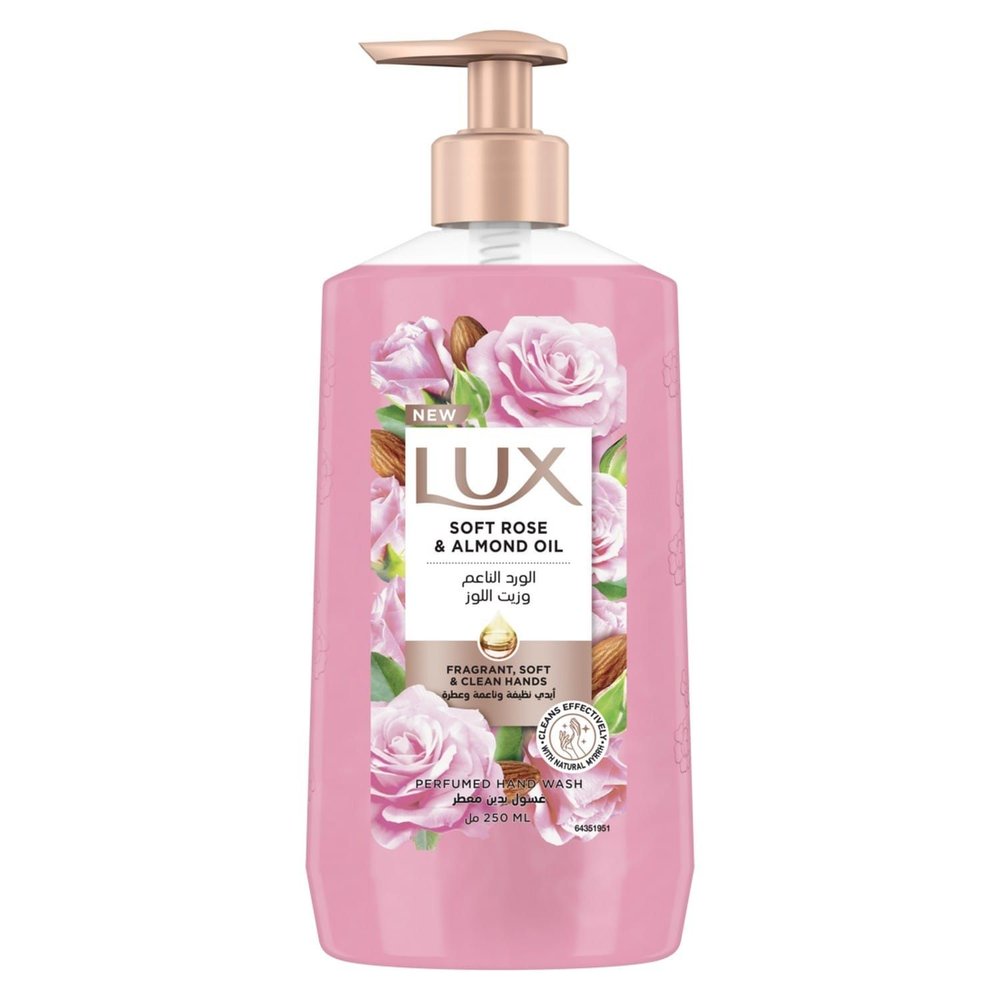 NEW
LUX
SOFT ROSE
& ALMOND OIL
الورد الناعم
وزيت اللوز
FRAGRANT, SOFT
& CLEAN HANDS
أيدي نظيفة وناعمة وعطرة
• CLEANS EFFECTIVELY •
WITH NATURAL MYRRH
PERFUMED HAND WASH
غسول يدين معطر
250 ML مل
64351951